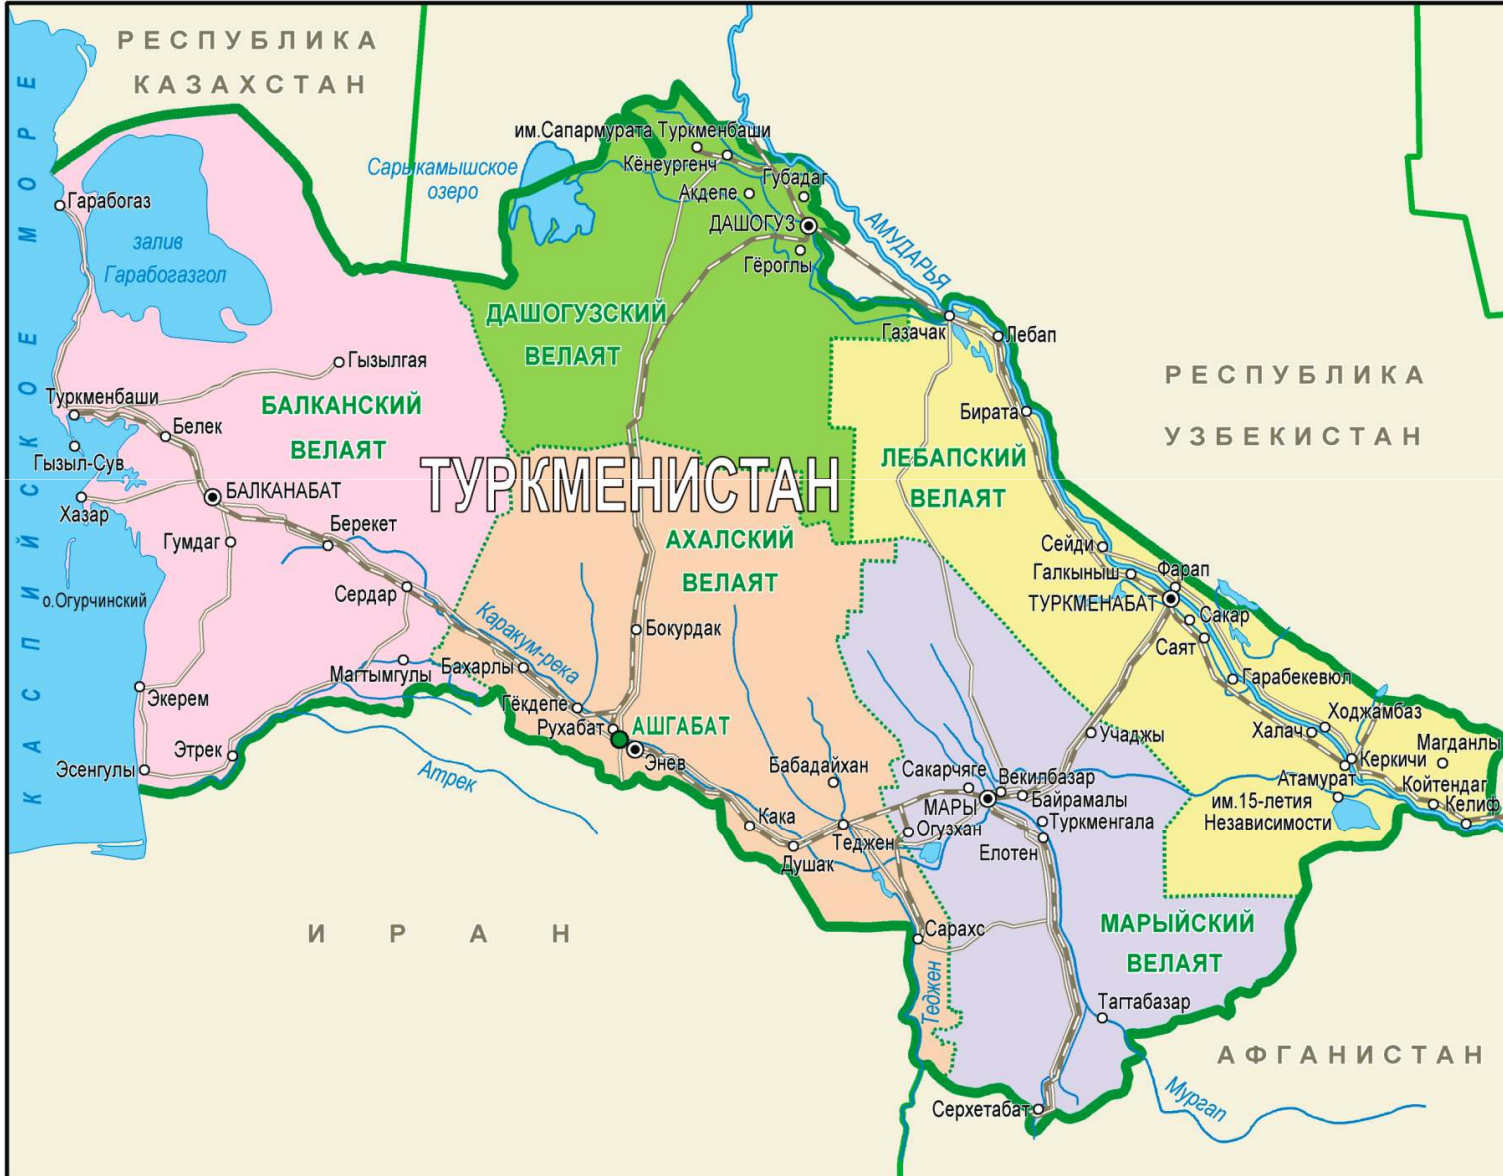 РЕСПУБЛИКА
КАЗАХСТАН
КАСПИЙСКОЕ МОРЕ
Гарабогаз
залив
Гарабогазгол
Сарыкамышское
озеро
им.Сапармурата Туркменбаши
Кёнеургенч
Акдепе
Губадаг
ДАШОГУЗ
Гёроглы
АМУДАРЬЯ
ДАШОГУЗСКИЙ
ВЕЛАЯТ
Газачак
Лебап
Гызылгая
Туркменбаши
Белек
БАЛКАНСКИЙ
ВЕЛАЯТ
Гызыл-Сув
Хазар
БАЛКАНАБАТ
Гумдаг
Берекет
о.Огурчинский
Сердар
ТУРКМЕНИСТАН
Бирата
РЕСПУБЛИКА
УЗБЕКИСТАН
ЛЕБАПСКИЙ
ВЕЛАЯТ
АХАЛСКИЙ
ВЕЛАЯТ
Сейди
Галкыныш
Фарап
ТУРКМЕНАБАТ
Сакар
Саят
Каракум-река
Бокурдак
Магтымгулы
Бахарлы
Экерем
Гёкдепе
Рухабат
АШГАБАТ
Энев
Этрек
Эсенгулы
Атрек
Гарабекевюл
Ходжамбаз
Халач
Учаджы
Керкичи
Магданлы
Атамурат
Койтендаг
им.15-летия
Независимости
Келиф
Бабадайхан
Сакарчяге
Векилбазар
МАРЫ
Байрамалы
Туркменгала
Кака
Теджен
Огузхан
Душак
Елотен
ИРАН
Сарахс
МАРЫЙСКИЙ
ВЕЛАЯТ
Теджен
Тагтабазар
АФГАНИСТАН
Серхетабат
Мургап